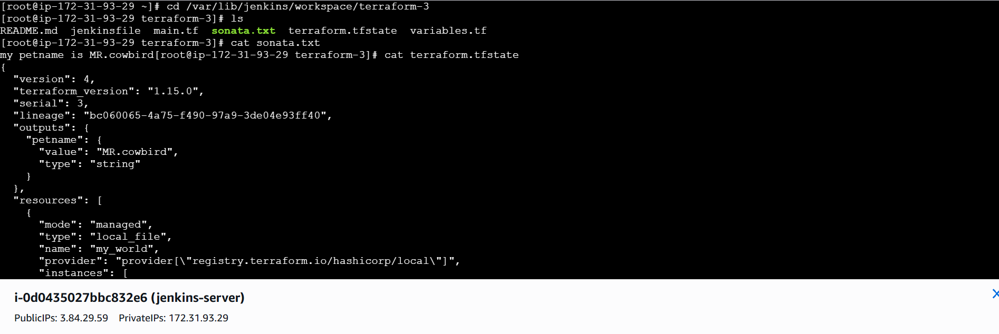 [root@ip-172-31-93-29 ~]# cd /var/lib/jenkins/workspace/terraform-3
[root@ip-172-31-93-29 terraform-3]# ls
README.md  jenkinsfile  main.tf  sonata.txt  terraform.tfstate  variables.tf
[root@ip-172-31-93-29 terraform-3]# cat sonata.txt
my petname is MR.cowbird[root@ip-172-31-93-29 terraform-3]# cat terraform.tfstate
{
  "version": 4,
  "terraform_version": "1.15.0",
  "serial": 3,
  "lineage": "bc060065-4a75-f490-97a9-3de04e93ff40",
  "outputs": {
    "petname": {
      "value": "MR.cowbird",
      "type": "string"
    }
  },
  "resources": [
    {
      "mode": "managed",
      "type": "local_file",
      "name": "my_world",
      "provider": "provider[\"registry.terraform.io/hashicorp/local\"]",
      "instances": [
i-0d0435027bbc832e6 (jenkins-server)
PublicIPs: 3.84.29.59    PrivateIPs: 172.31.93.29